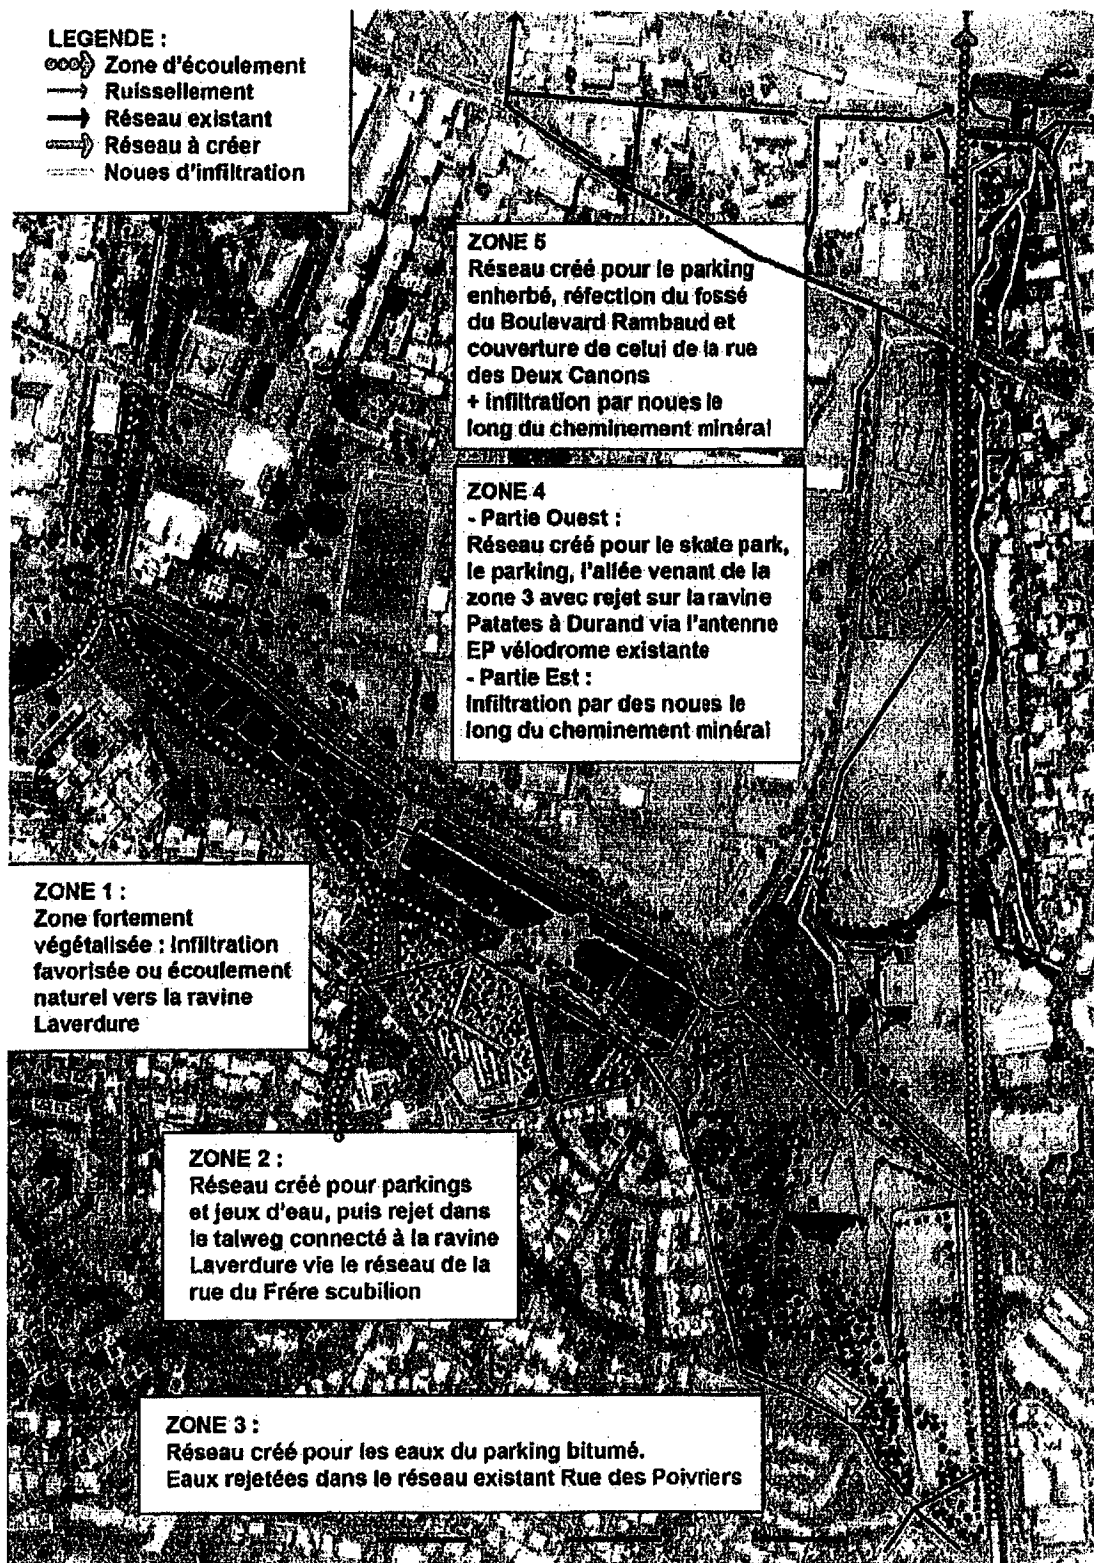 LEGENDE :
Zone d'écoulement
Ruissellement
Réseau existant
Réseau à créer
Noues d'infiltration
ZONE 5
Réseau créé pour le parking
enherbé, réfection du fossé
du Boulevard Rambaud et
couverture de celui de la rue
des Deux Canons
+ infiltration par noues le
long du cheminement minéral
ZONE 4
- Partie Ouest :
Réseau créé pour le skate park,
le parking, l'allée venant de la
zone 3 avec rejet sur la ravine
Patates à Durand via l'antenne
EP vélodrome existante
- Partie Est :
Infiltration par des noues le
long du cheminement minéral
ZONE 1 :
Zone fortement
végétalisée : Infiltration
favorisée ou écoulement
naturel vers la ravine
Laverdure
ZONE 2 :
Réseau créé pour parkings
et jeux d'eau, puis rejet dans
le talweg connecté à la ravine
Laverdure vie le réseau de la
rue du Frére scubilion
ZONE 3 :
Réseau créé pour les eaux du parking bitumé.
Eaux rejetées dans le réseau existant Rue des Poivriers